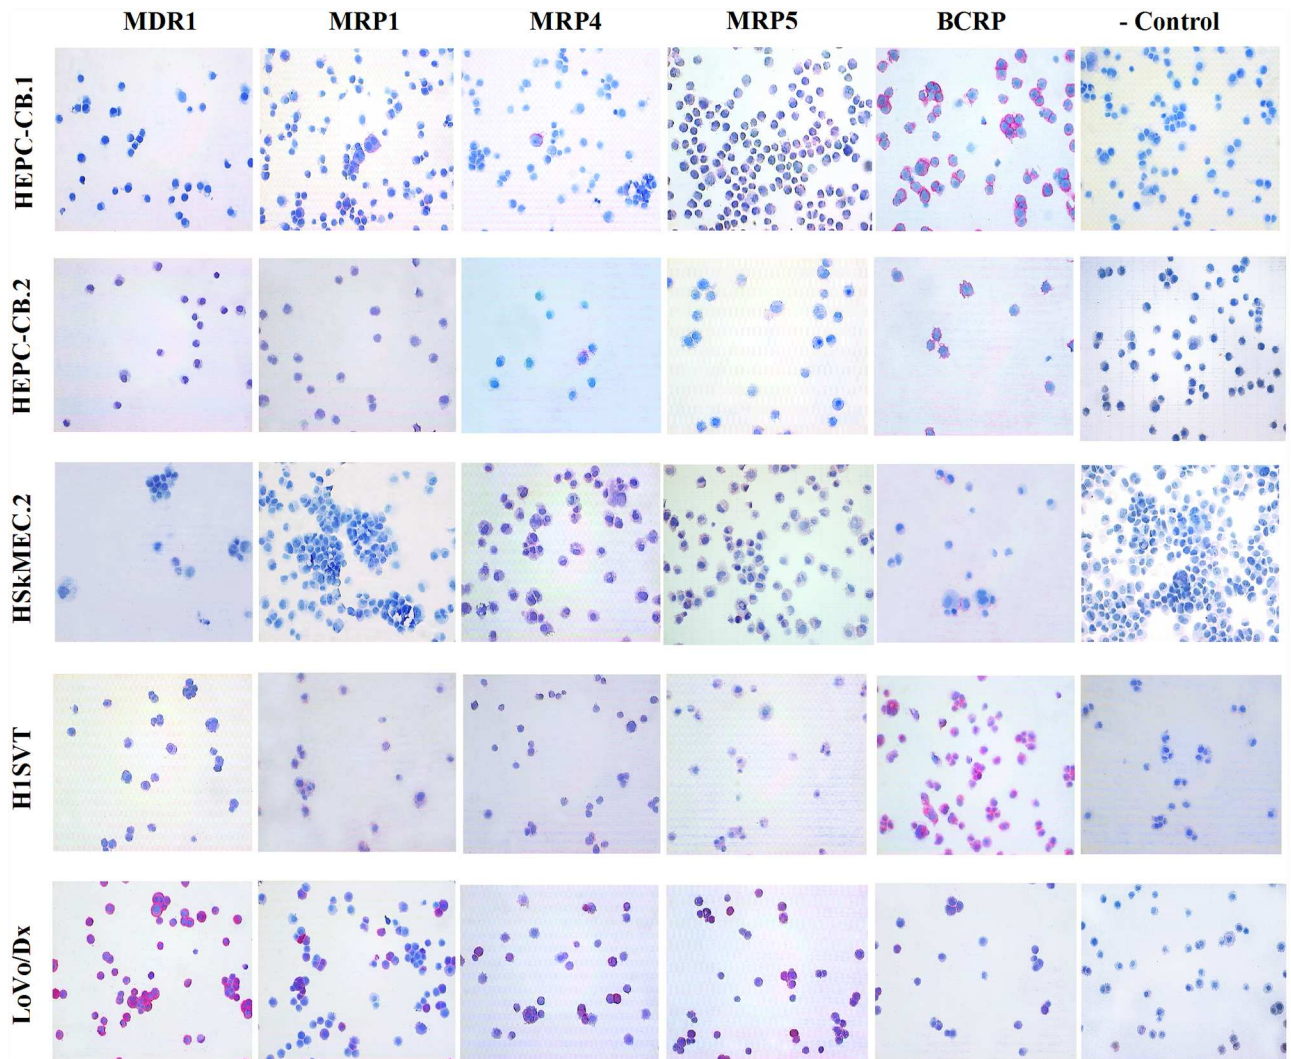 MDR1 MRP1 MRP4 MRP5 BCRP - Control
HEPC-CB.1
HEPC-CB.2
HSkMEC.2
H1SVT
LoVo/Dx